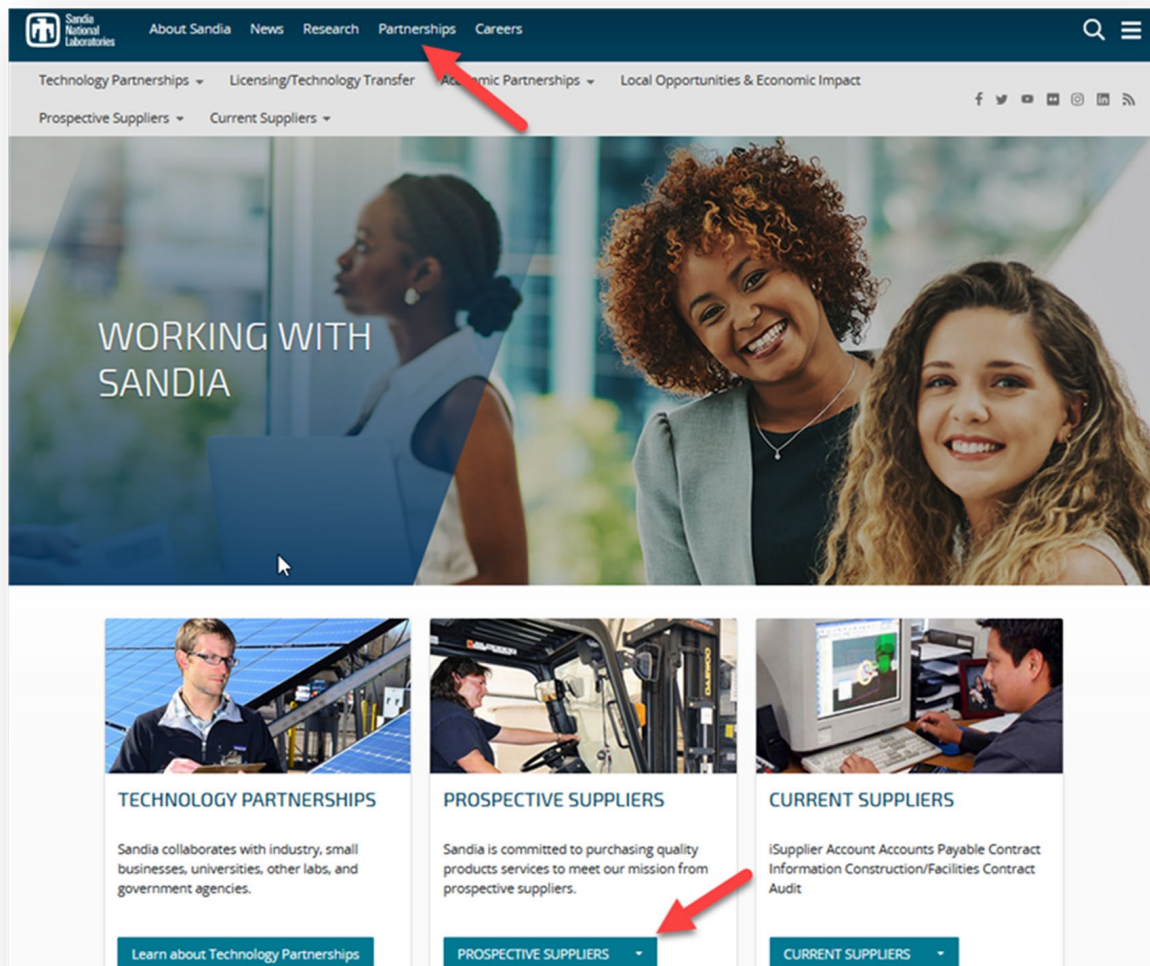 Sandia
National
Laboratories
About Sandia News Research Partnerships Careers
Technology Partnerships Licensing/Technology Transfer Partnerships Local Opportunities & Economic Impact
Prospective Suppliers Current Suppliers
WORKING WITH
SANDIA
DAEWOO
TECHNOLOGY PARTNERSHIPS
Sandia collaborates with industry, small
businesses, universities, other labs, and
government agencies.
Learn about Technology Partnerships
PROSPECTIVE SUPPLIERS
Sandia is committed to purchasing quality
products services to meet our mission from
prospective suppliers.
PROSPECTIVE SUPPLIERS
CURRENT SUPPLIERS
iSupplier Account Accounts Payable Contract
Information Construction/Facilities Contract
Audit
CURRENT SUPPLIERS